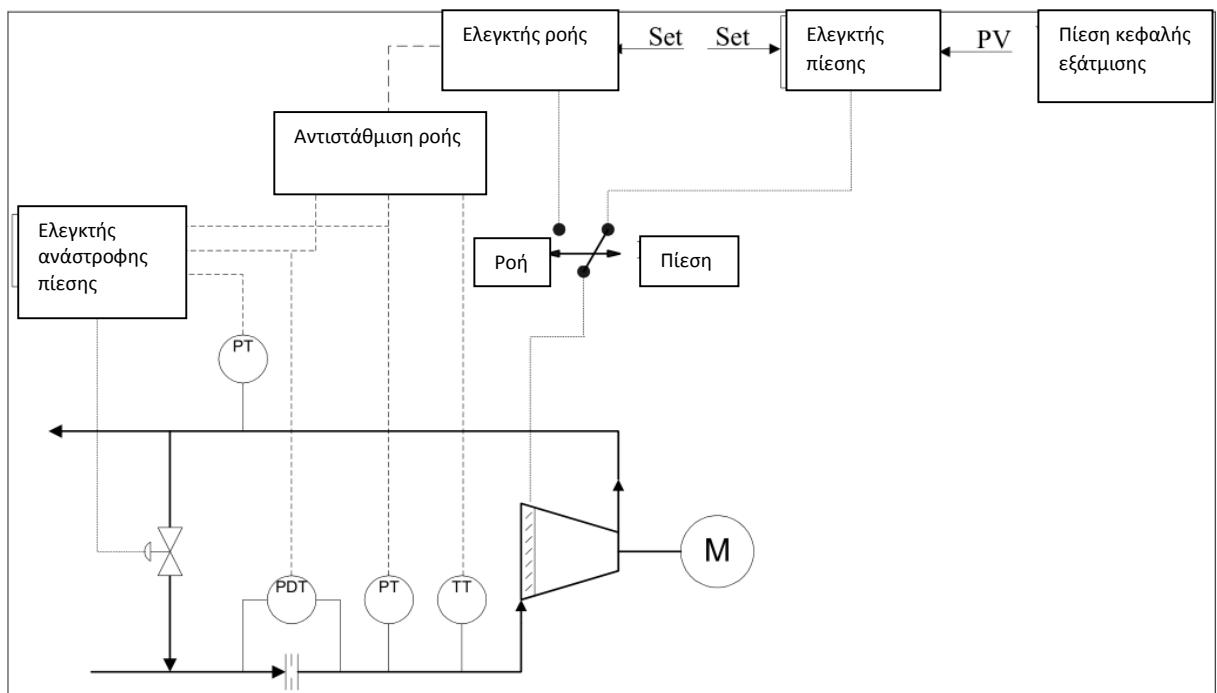 Ελεγκτής ροής
Set
Set
Ελεγκτής
πίεσης
PV
Πίεση κεφαλής
εξάτμισης
Αντιστάθμιση ροής
Ελεγκτής
ανάστροφης
πίεσης
Ροή
Πίεση
PT
M
PDT
PT
TT